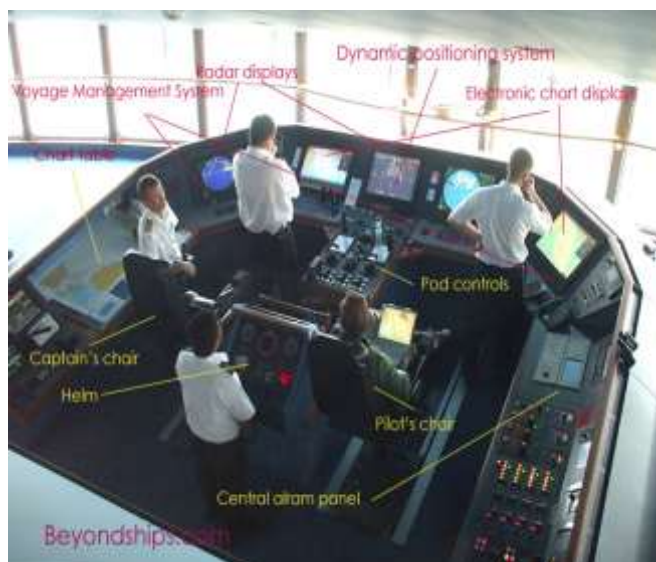 Dynamic positioning system
Radar displays
Voyage Management System
Electronic chart display
Chart table
Pod controls
Captain's chair
Helm
Pilot's chair
Central alram panel
Beyondships.com